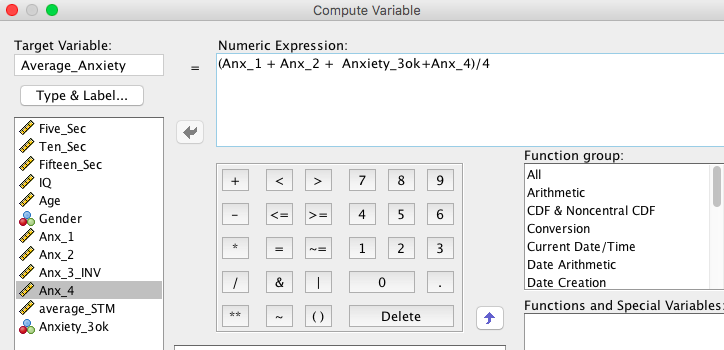 Compute Variable
Target Variable:
Average_Anxiety
=
Numeric Expression:
(Anx_1 + Anx_2 +  Anxiety_3ok+Anx_4)/4
Type & Label...
Five_Sec
Ten_Sec
Fifteen_Sec
IQ
Age
Gender
Anx_1
Anx_2
Anx_3_INV
Anx_4
average_STM
Anxiety_3ok
+ < > 7 8 9
- <= >= 4 5 6
* = ~= 1 2 3
/ & | 0 .
** ~ ( ) Delete
Function group:
All
Arithmetic
CDF & Noncentral CDF
Conversion
Current Date/Time
Date Arithmetic
Date Creation
Functions and Special Variables: